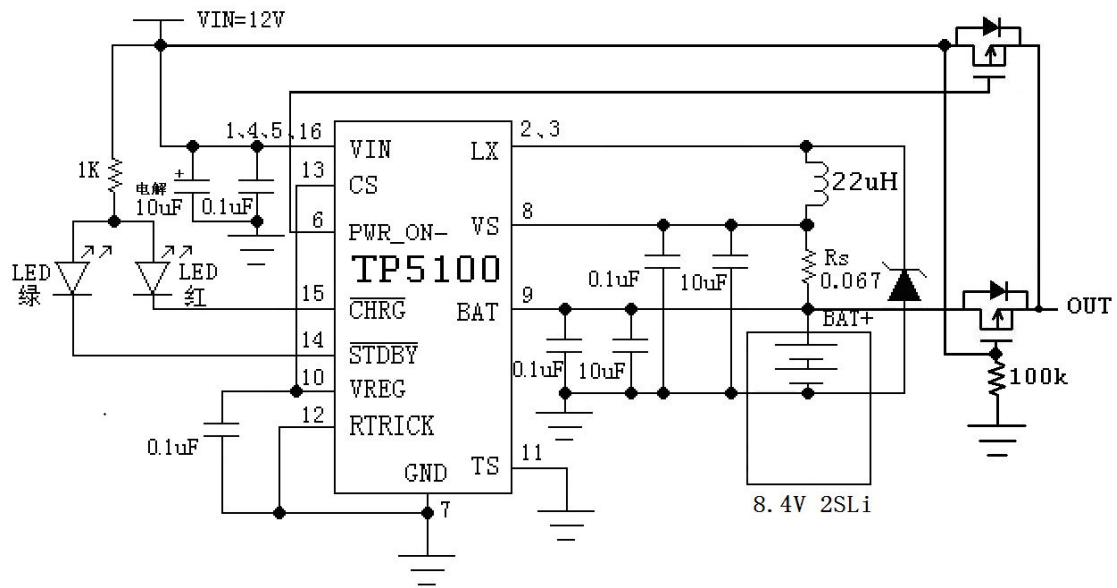 VIN=12V
1、4、5、16
VIN
2、3
LX
1K
电解
+
10uF
0.1uF
13
CS
22uH
6
PWR_ON-
8
VS
TP5100
Rs
0.067
0.1uF
10uF
LED
绿
LED
红
15
CHRG
9
BAT
BAT+
OUT
14
STDBY
0.1uF
10uF
100k
10
VREG
12
RTRICK
0.1uF
11
TS
GND
7
8.4V 2SLi